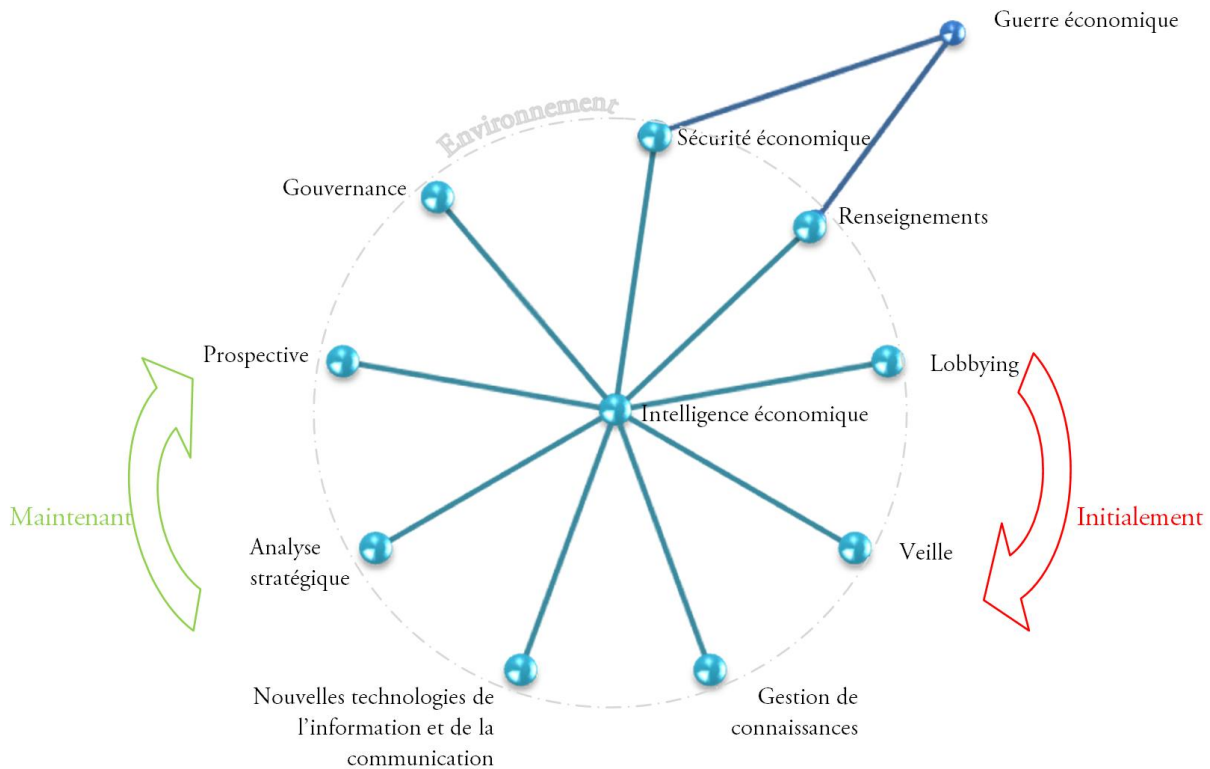 Guerre économique
Environnement
Sécurité économique
Gouvernance
Renseignements
Prospective
Lobbying
Intelligence économique
Maintenant
Initialement
Analyse
stratégique
Veille
Nouvelles technologies de
l’information et de la
communication
Gestion de
connaissances